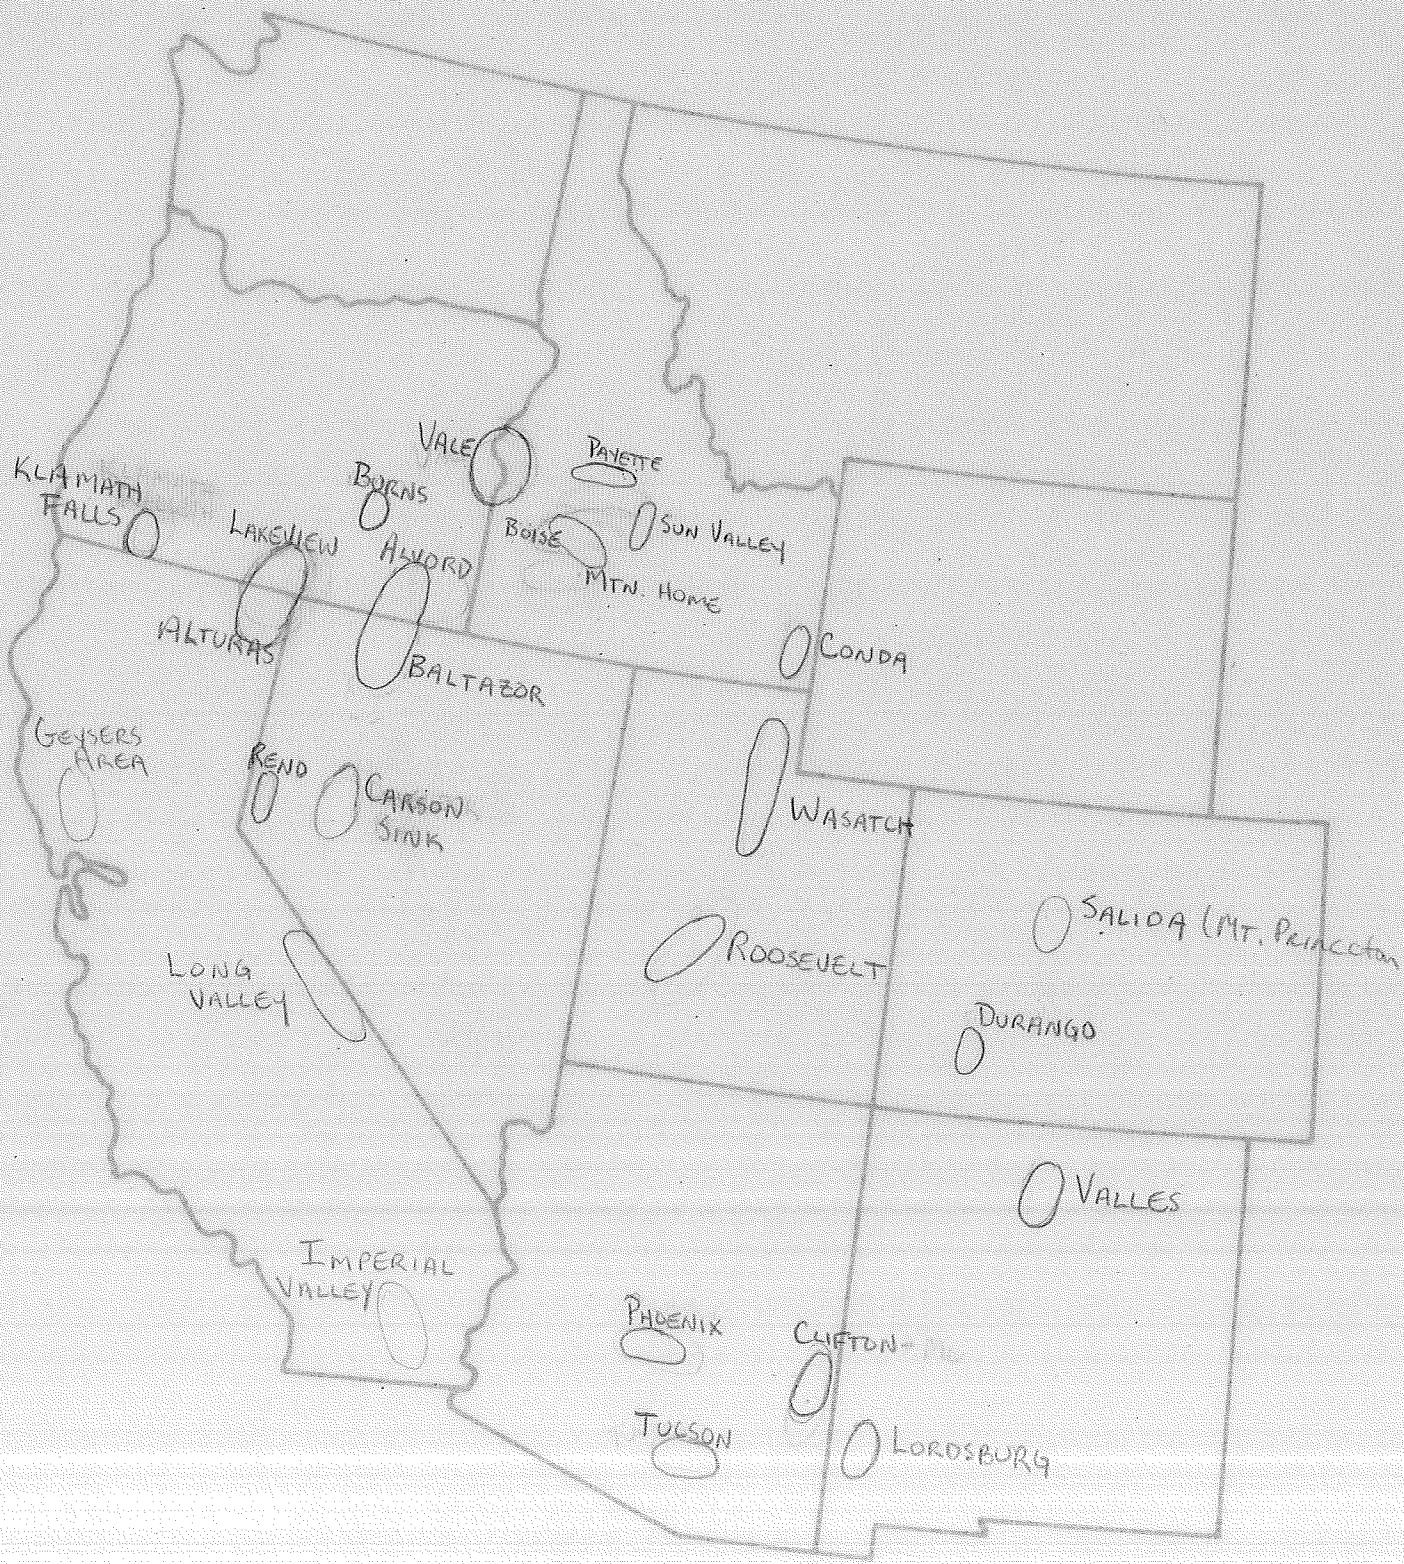 VALE
PAYETTE
BURNS
KLAMATH
FALLS
LAKEVIEW
ALVORD
BOISE
SUN VALLEY
MTN. HOME
ALTURAS
BALTAZOR
CONDA
GEYSERS
AREA
RENO
CARSON
SINK
WASATCH
SALIDA (MT. PRINCETON
LONG
VALLEY
ROOSEVELT
DURANGO
VALLES
IMPERIAL
VALLEY
PHOENIX
CLIFTON-
TUCSON
LORDSBURG